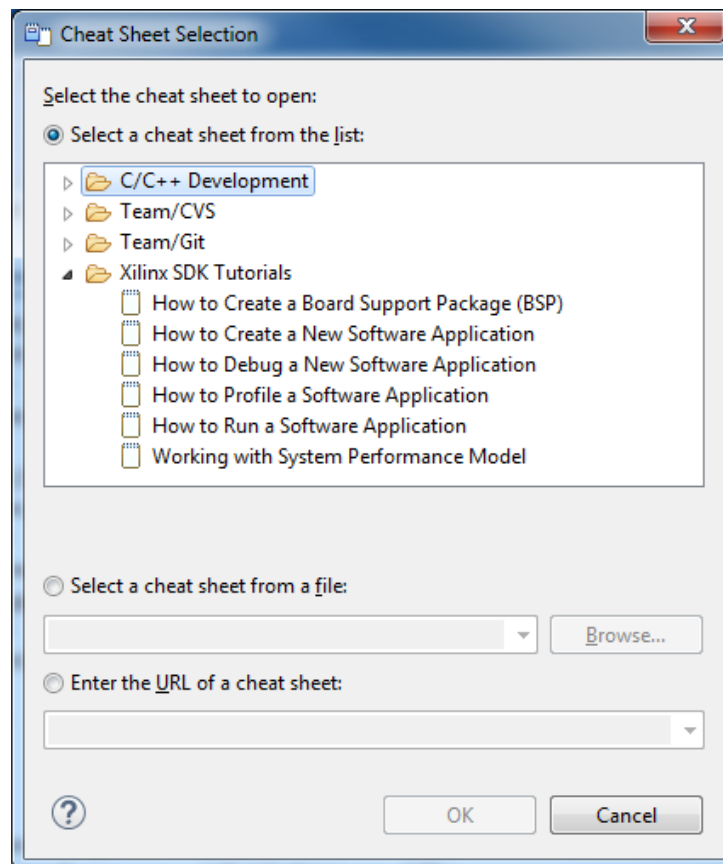 Cheat Sheet Selection
Select the cheat sheet to open:
Select a cheat sheet from the list:
C/C++ Development
Team/CVS
Team/Git
Xilinx SDK Tutorials
How to Create a Board Support Package (BSP)
How to Create a New Software Application
How to Debug a New Software Application
How to Profile a Software Application
How to Run a Software Application
Working with System Performance Model
Select a cheat sheet from a file:
Browse...
Enter the URL of a cheat sheet:
?
OK Cancel